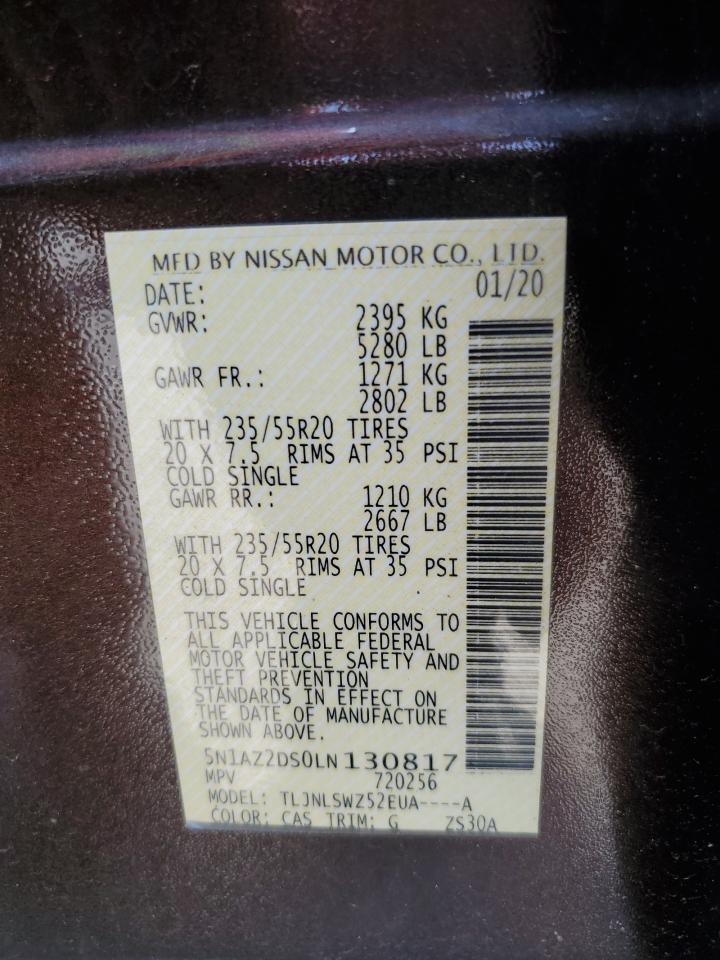 MFD BY NISSAN MOTOR CO., LTD.
DATE: 01/20
GVWR: 2395 KG
5280 LB
GAWR FR.: 1271 KG
2802 LB
WITH 235/55R20 TIRES
20 X 7.5 RIMS AT 35 PSI
COLD SINGLE
GAWR RR.: 1210 KG
2667 LB
WITH 235/55R20 TIRES
20 X 7.5 RIMS AT 35 PSI
COLD SINGLE
THIS VEHICLE CONFORMS TO
ALL APPLICABLE FEDERAL
MOTOR VEHICLE SAFETY AND
THEFT PREVENTION
STANDARDS IN EFFECT ON
THE DATE OF MANUFACTURE
SHOWN ABOVE.
5N1AZ2DS0LN130817
MPV 720256
MODEL: TLJNLSWZ52EUA----A
COLOR: CAS TRIM: G ZS30A